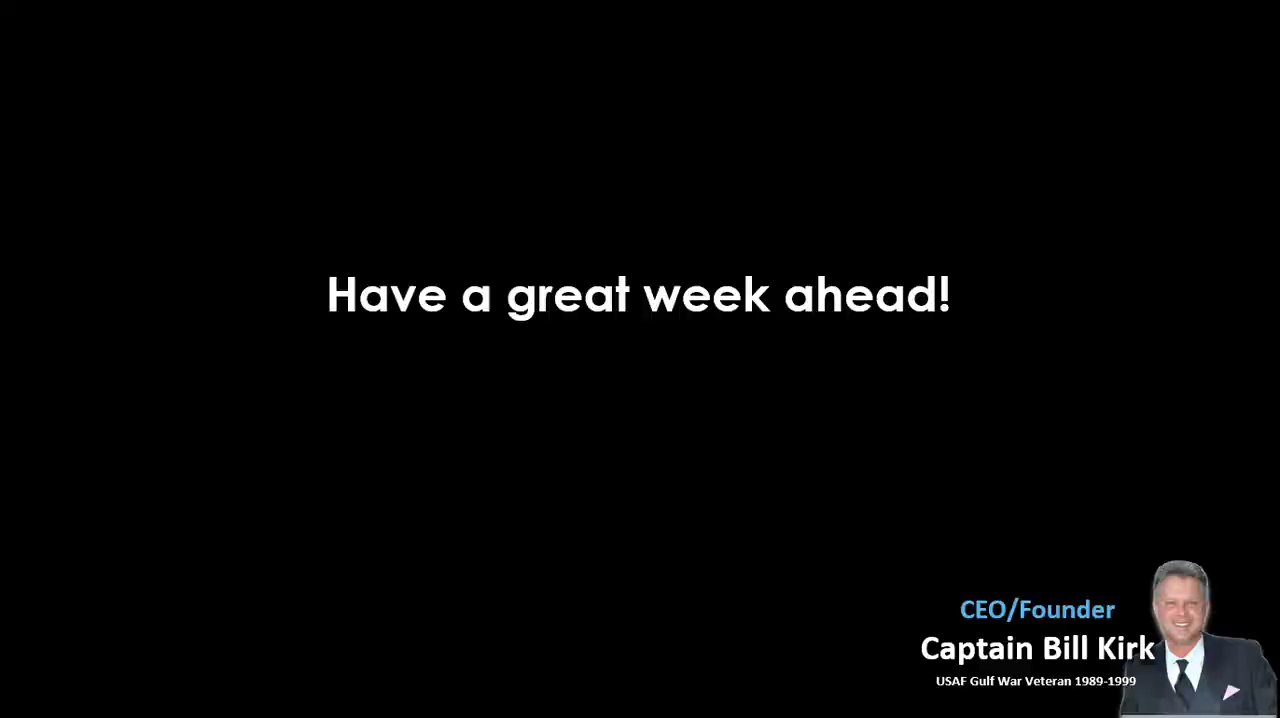 Have a great week ahead!
CEO/Founder
Captain Bill Kirk
USAF Gulf War Veteran 1989-1999